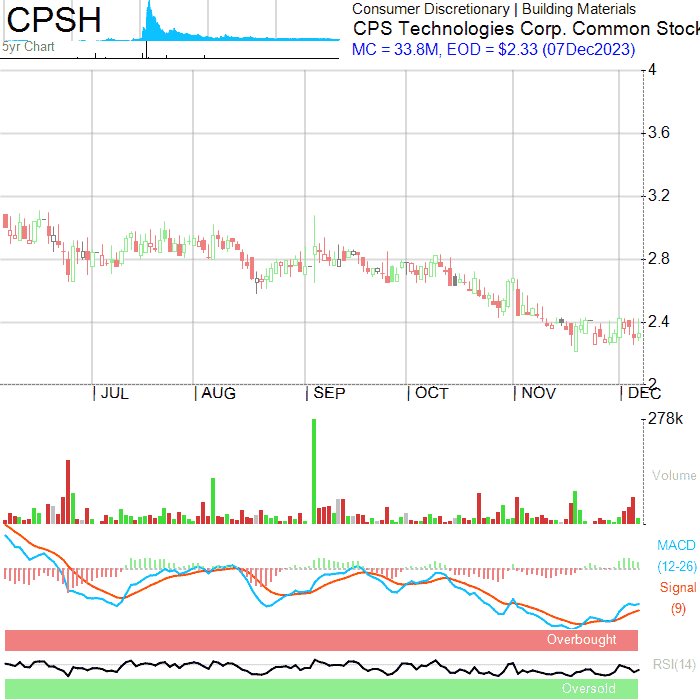 CPSH
5yr Chart
Consumer Discretionary | Building Materials
CPS Technologies Corp. Common Stock
MC = 33.8M, EOD = $2.33 (07Dec2023)
4
3.6
3.2
2.8
2.4
2
JUL
AUG
SEP
OCT
NOV
DEC
278k
Volume
MACD
(12-26)
Signal
(9)
Overbought
RSI(14)
Oversold